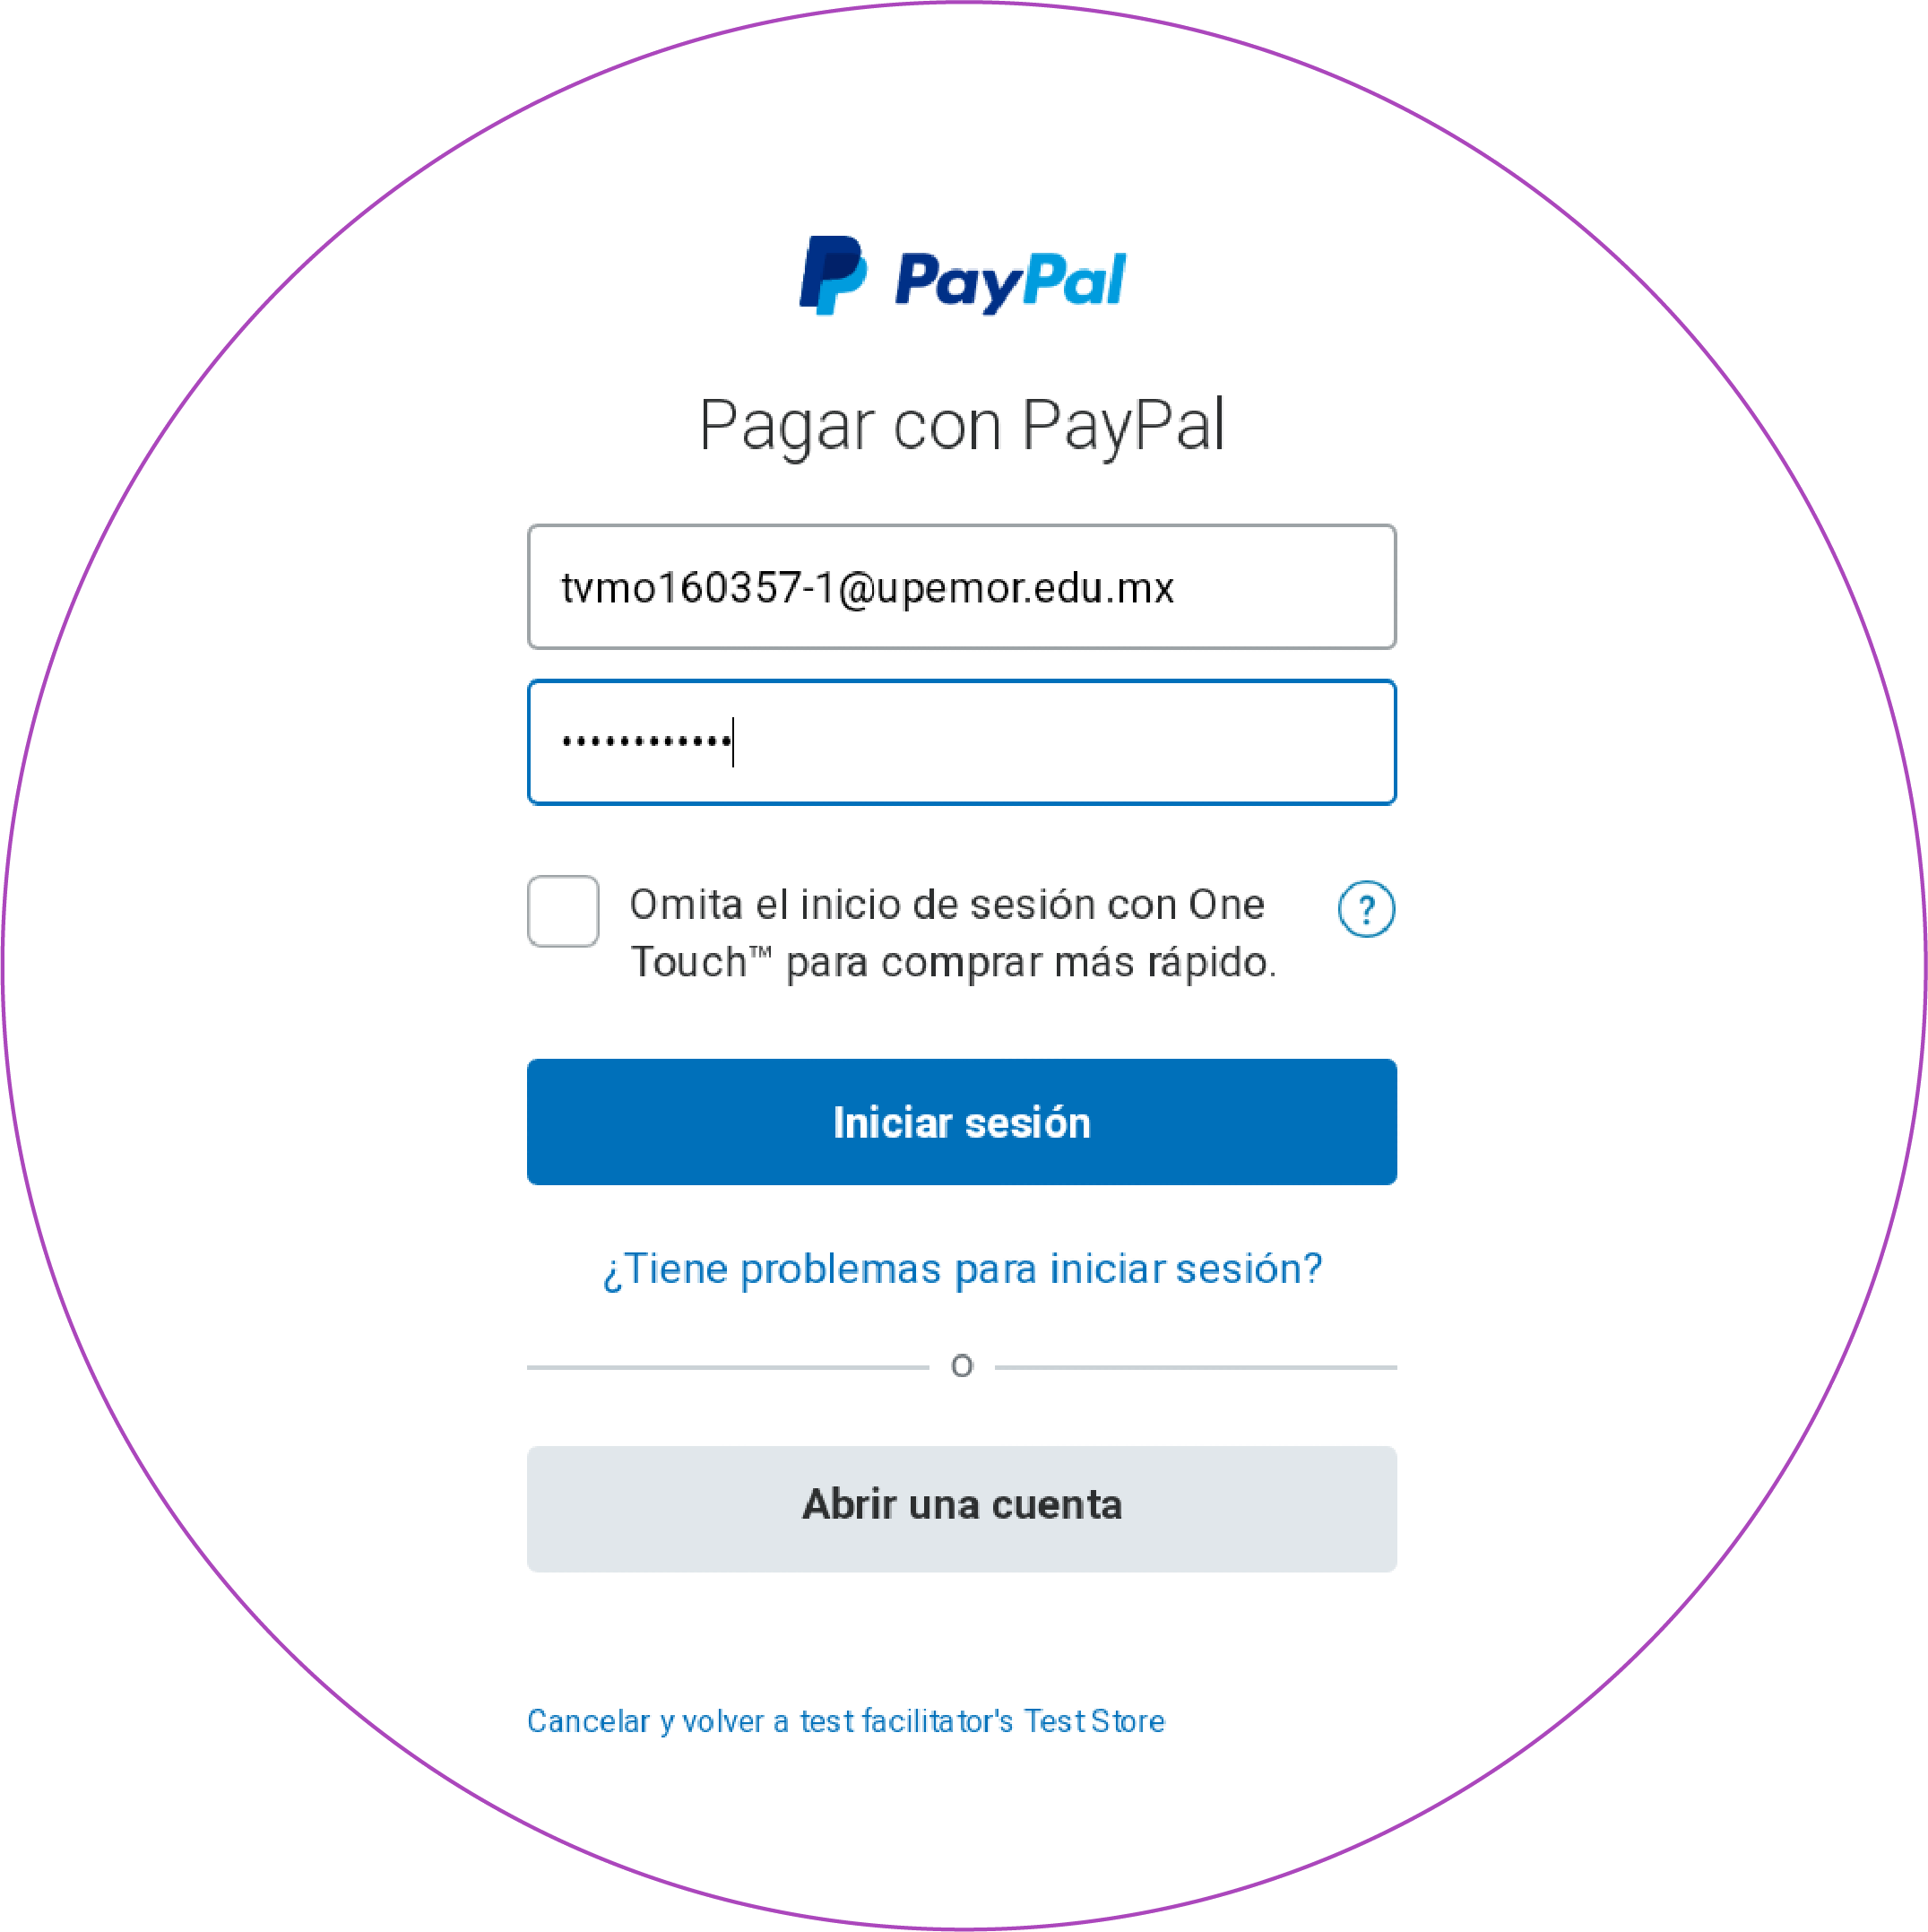 PayPal
Pagar con PayPal
tvmo160357-1@upemor.edu.mx
••••••••••••
Omita el inicio de sesión con One
Touch™ para comprar más rápido.
?
Iniciar sesión
¿Tiene problemas para iniciar sesión?
o
Abrir una cuenta
Cancelar y volver a test facilitator's Test Store